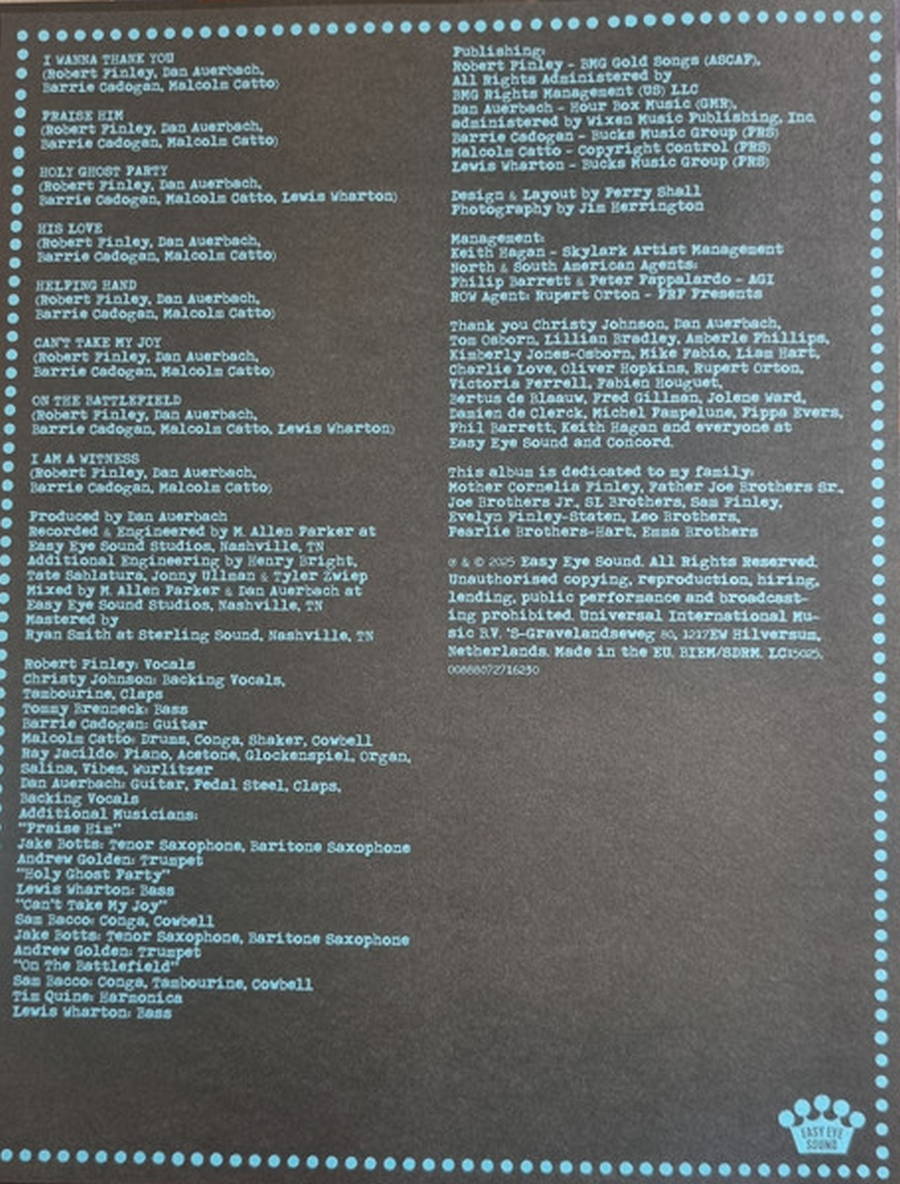 I WANNA THANK YOU
(Robert Finley, Dan Auerbach,
Barrie Cadogan, Malcolm Catto)
PRAISE HIM
(Robert Finley, Dan Auerbach,
Barrie Cadogan, Malcolm Catto)
HOLY GHOST PARTY
(Robert Finley, Dan Auerbach,
Barrie Cadogan, Malcolm Catto, Lewis Wharton)
HIS LOVE
(Robert Finley, Dan Auerbach,
Barrie Cadogan, Malcolm Catto)
HELPING HAND
(Robert Finley, Dan Auerbach,
Barrie Cadogan, Malcolm Catto)
CAN'T TAKE MY JOY
(Robert Finley, Dan Auerbach,
Barrie Cadogan, Malcolm Catto)
ON THE BATTLEFIELD
(Robert Finley, Dan Auerbach,
Barrie Cadogan, Malcolm Catto, Lewis Wharton)
I AM A WITNESS
(Robert Finley, Dan Auerbach,
Barrie Cadogan, Malcolm Catto)
Produced by Dan Auerbach
Recorded & Engineered by M. Allen Parker at
Easy Eye Sound Studios, Nashville, TN
Additional Engineering by Henry Bright,
Tate Sablatura, Jonny Ullman & Tyler Zwiep
Mixed by M. Allen Parker & Dan Auerbach at
Easy Eye Sound Studios, Nashville, TN
Mastered by
Ryan Smith at Sterling Sound, Nashville, TN
Robert Finley: Vocals
Christy Johnson: Backing Vocals,
Tambourine, Claps
Tommy Brenneck: Bass
Barrie Cadogan: Guitar
Malcolm Catto: Drums, Conga, Shaker, Cowbell
Ray Jacildo: Piano, Acetone, Glockenspiel, Organ,
Salina, Vibes, Wurlitzer
Dan Auerbach: Guitar, Pedal Steel, Claps,
Backing Vocals
Additional Musicians:
"Praise Him"
Jake Botts: Tenor Saxophone, Baritone Saxophone
Andrew Golden: Trumpet
"Holy Ghost Party"
Lewis Wharton: Bass
"Can't Take My Joy"
Sam Bacco: Conga, Cowbell
Jake Botts: Tenor Saxophone, Baritone Saxophone
Andrew Golden: Trumpet
"On The Battlefield"
Sam Bacco: Conga, Tambourine, Cowbell
Tim Quine: Harmonica
Lewis Wharton: Bass
Publishing:
Robert Finley - BMG Gold Songs (ASCAP),
All Rights Administered by
BMG Rights Management (US) LLC
Dan Auerbach - Hour Box Music (GMR),
administered by Wixen Music Publishing, Inc.
Barrie Cadogan - Bucks Music Group (PRS)
Malcolm Catto - Copyright Control (PRS)
Lewis Wharton - Bucks Music Group (PRS)
Design & Layout by Perry Shall
Photography by Jim Herrington
Management:
Keith Hagan - Skylark Artist Management
North & South American Agents:
Philip Barrett & Peter Pappalardo - AGI
ROW Agent: Rupert Orton - PRP Presents
Thank you Christy Johnson, Dan Auerbach,
Tom Osborn, Lillian Bradley, Amberle Phillips,
Kimberly Jones-Osborn, Mike Fabio, Liam Hart,
Charlie Love, Oliver Hopkins, Rupert Orton,
Victoria Ferrell, Fabien Houguet,
Bertus de Blaauw, Fred Gillman, Jolene Ward,
Damien de Clerck, Michel Pampelune, Pippa Evers,
Phil Barrett, Keith Hagan and everyone at
Easy Eye Sound and Concord.
This album is dedicated to my family:
Mother Cornelia Finley, Father Joe Brothers Sr.,
Joe Brothers Jr., SL Brothers, Sam Finley,
Evelyn Finley-Staten, Leo Brothers,
Pearlie Brothers-Hart, Emma Brothers
℗ & © 2025 Easy Eye Sound. All Rights Reserved.
Unauthorised copying, reproduction, hiring,
lending, public performance and broadcast-
ing prohibited. Universal International Mu-
sic B.V. 'S-Gravelandseweg 80, 1217EW Hilversum,
Netherlands. Made in the EU. BIEM/SDRM. LC15025.
00888072716230
EASY EYE
SOUND